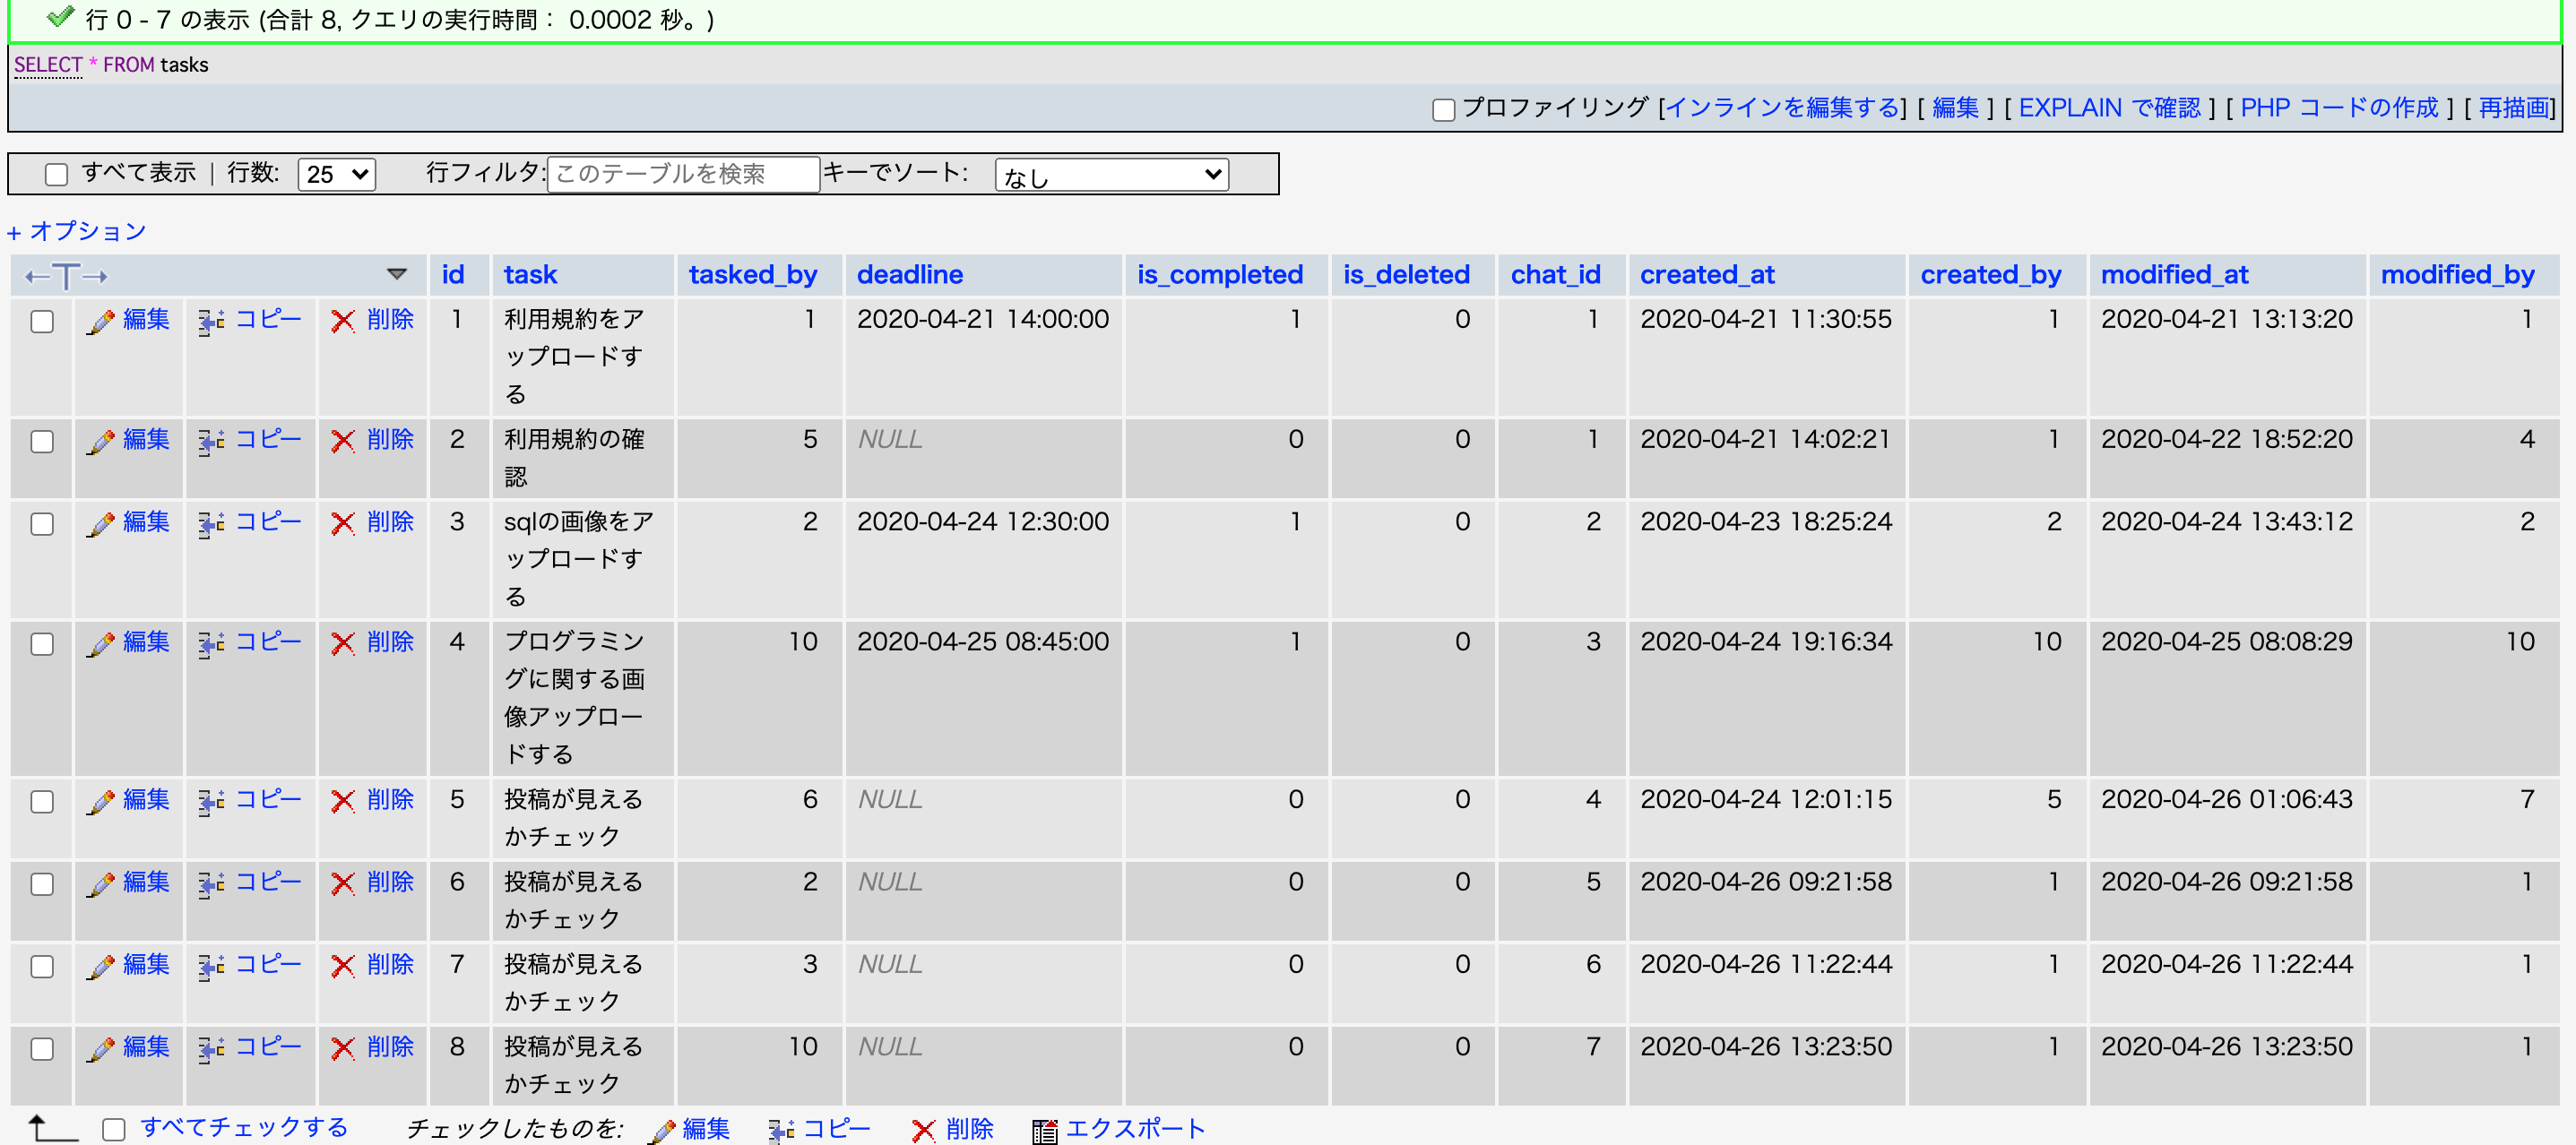 行 0 - 7 の表示 (合計 8, クエリの実行時間： 0.0002 秒。)
SELECT * FROM tasks
プロファイリング [インラインを編集する] [ 編集 ] [ EXPLAIN で確認 ] [ PHP コードの作成 ] [ 再描画]
すべて表示 | 行数: 25 行フィルタ: このテーブルを検索 キーでソート: なし
+ オプション
←T→ id task tasked_by deadline is_completed is_deleted chat_id created_at created_by modified_at modified_by
編集 コピー 削除 1 利用規約をア 1 2020-04-21 14:00:00 1 0 1 2020-04-21 11:30:55 1 2020-04-21 13:13:20 1
ップロードす
る
編集 コピー 削除 2 利用規約の確 5 NULL 0 0 1 2020-04-21 14:02:21 1 2020-04-22 18:52:20 4
認
編集 コピー 削除 3 sqlの画像をア 2 2020-04-24 12:30:00 1 0 2 2020-04-23 18:25:24 2 2020-04-24 13:43:12 2
ップロードす
る
編集 コピー 削除 4 プログラミン 10 2020-04-25 08:45:00 1 0 3 2020-04-24 19:16:34 10 2020-04-25 08:08:29 10
グに関する画
像アップロー
ドする
編集 コピー 削除 5 投稿が見える 6 NULL 0 0 4 2020-04-24 12:01:15 5 2020-04-26 01:06:43 7
かチェック
編集 コピー 削除 6 投稿が見える 2 NULL 0 0 5 2020-04-26 09:21:58 1 2020-04-26 09:21:58 1
かチェック
編集 コピー 削除 7 投稿が見える 3 NULL 0 0 6 2020-04-26 11:22:44 1 2020-04-26 11:22:44 1
かチェック
編集 コピー 削除 8 投稿が見える 10 NULL 0 0 7 2020-04-26 13:23:50 1 2020-04-26 13:23:50 1
かチェック
すべてチェックする チェックしたものを: 編集 コピー 削除 エクスポート